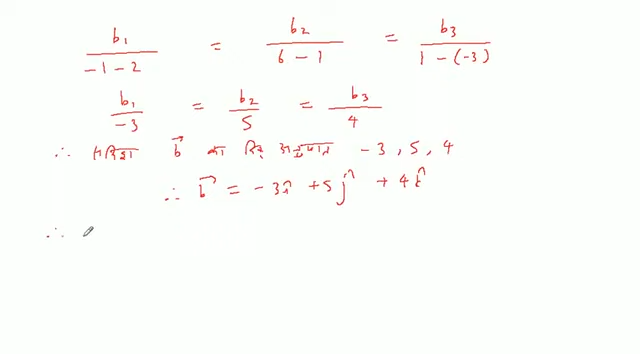 b₁/(-1-2) = b₂/(6-1) = b₃/(1-(-3))
b₁/-3 = b₂/5 = b₃/4
∴ सदिश b⃗ का दिक् अनुपात -3, 5, 4
∴ b⃗ = -3î + 5ĵ + 4k̂
∴